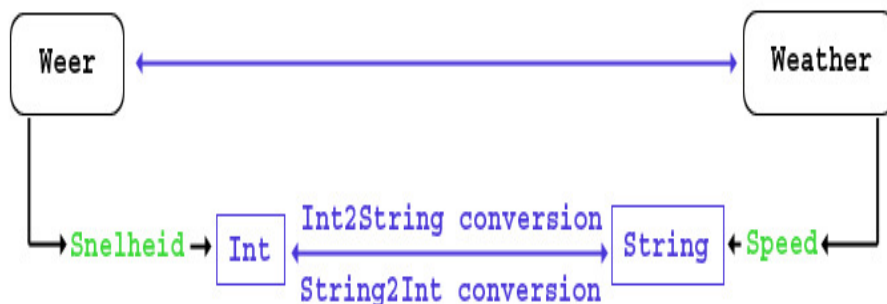 Weer
Weather
Int2String conversion
Snelheid
Int
String
Speed
String2Int conversion